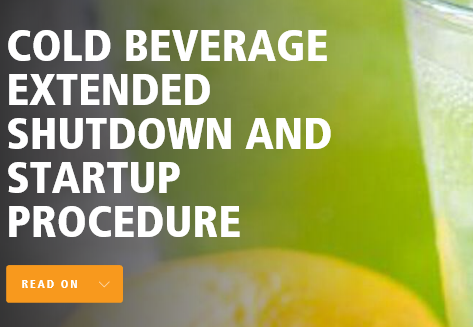 COLD BEVERAGE
EXTENDED
SHUTDOWN AND
STARTUP
PROCEDURE
READ ON